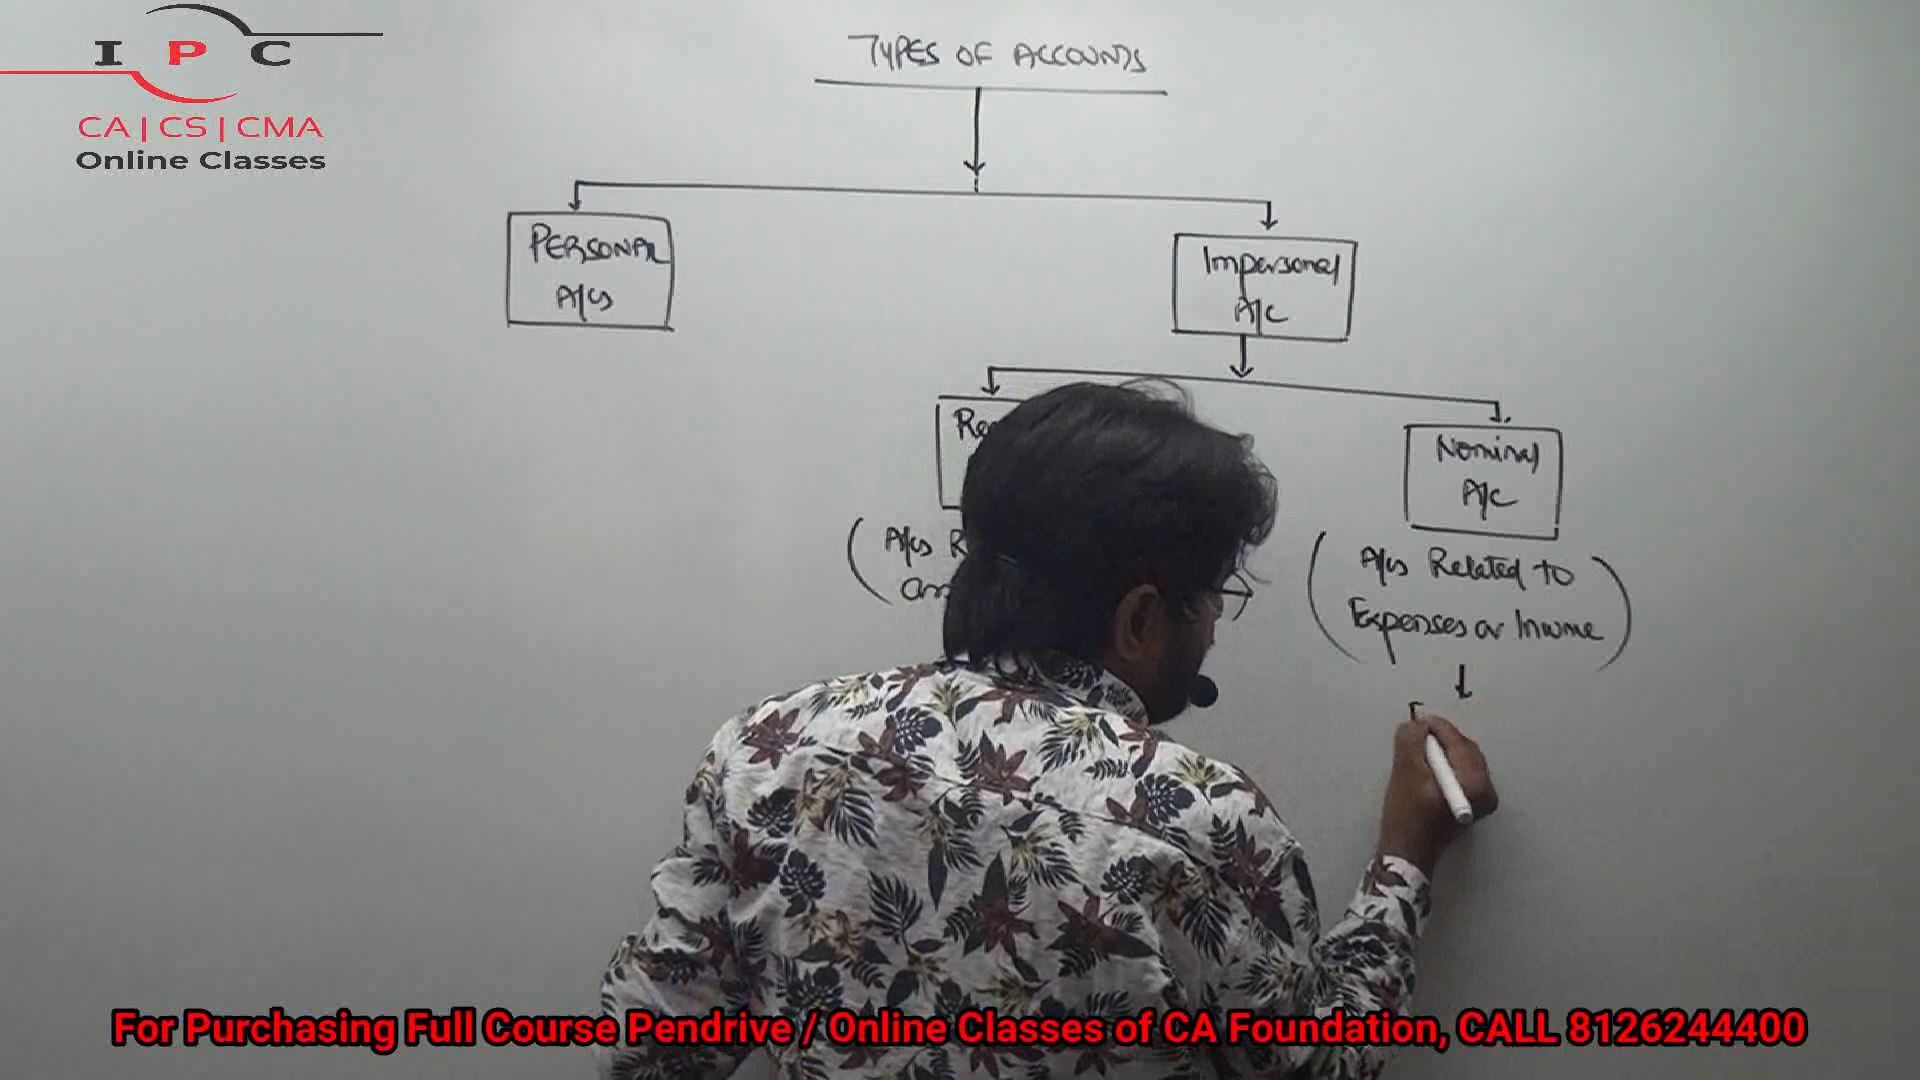 I P C
CA | CS | CMA
Online Classes
TYPES OF ACCOUNTS
PERSONAL
A/cs
Impersonal
A/C
Nominal
A/C
A/cs
(A/cs Related to
Expenses or Income)
For Purchasing Full Course Pendrive / Online Classes of CA Foundation, CALL 8126244400